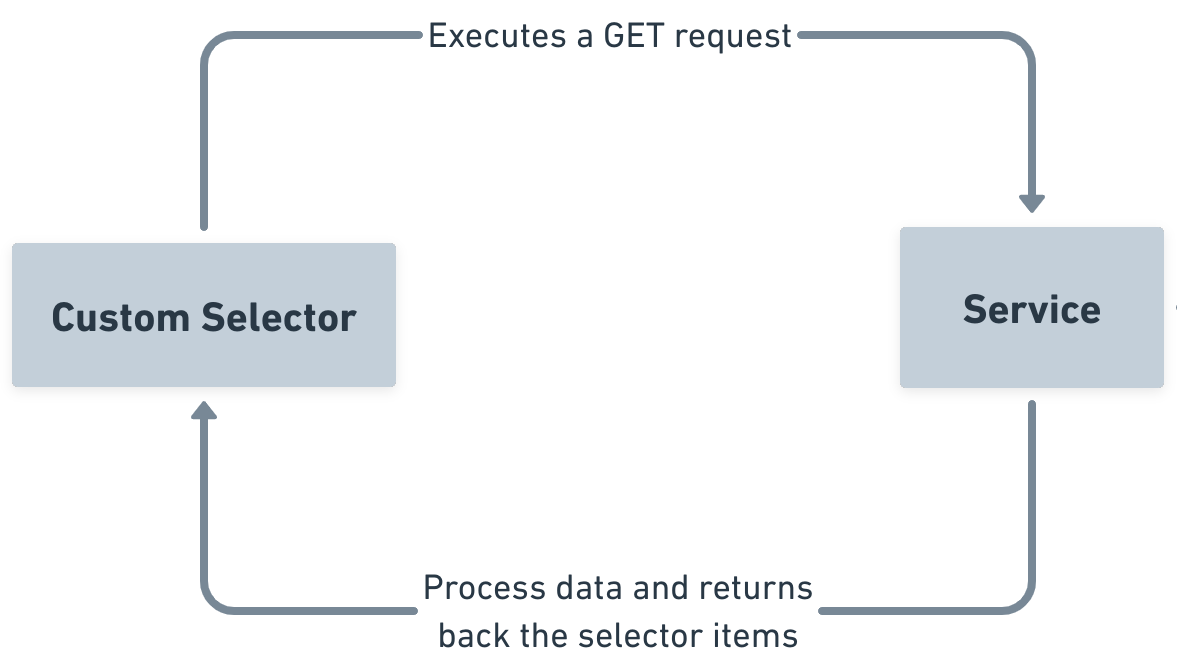 Executes a GET request
Custom Selector
Service
Process data and returns
back the selector items